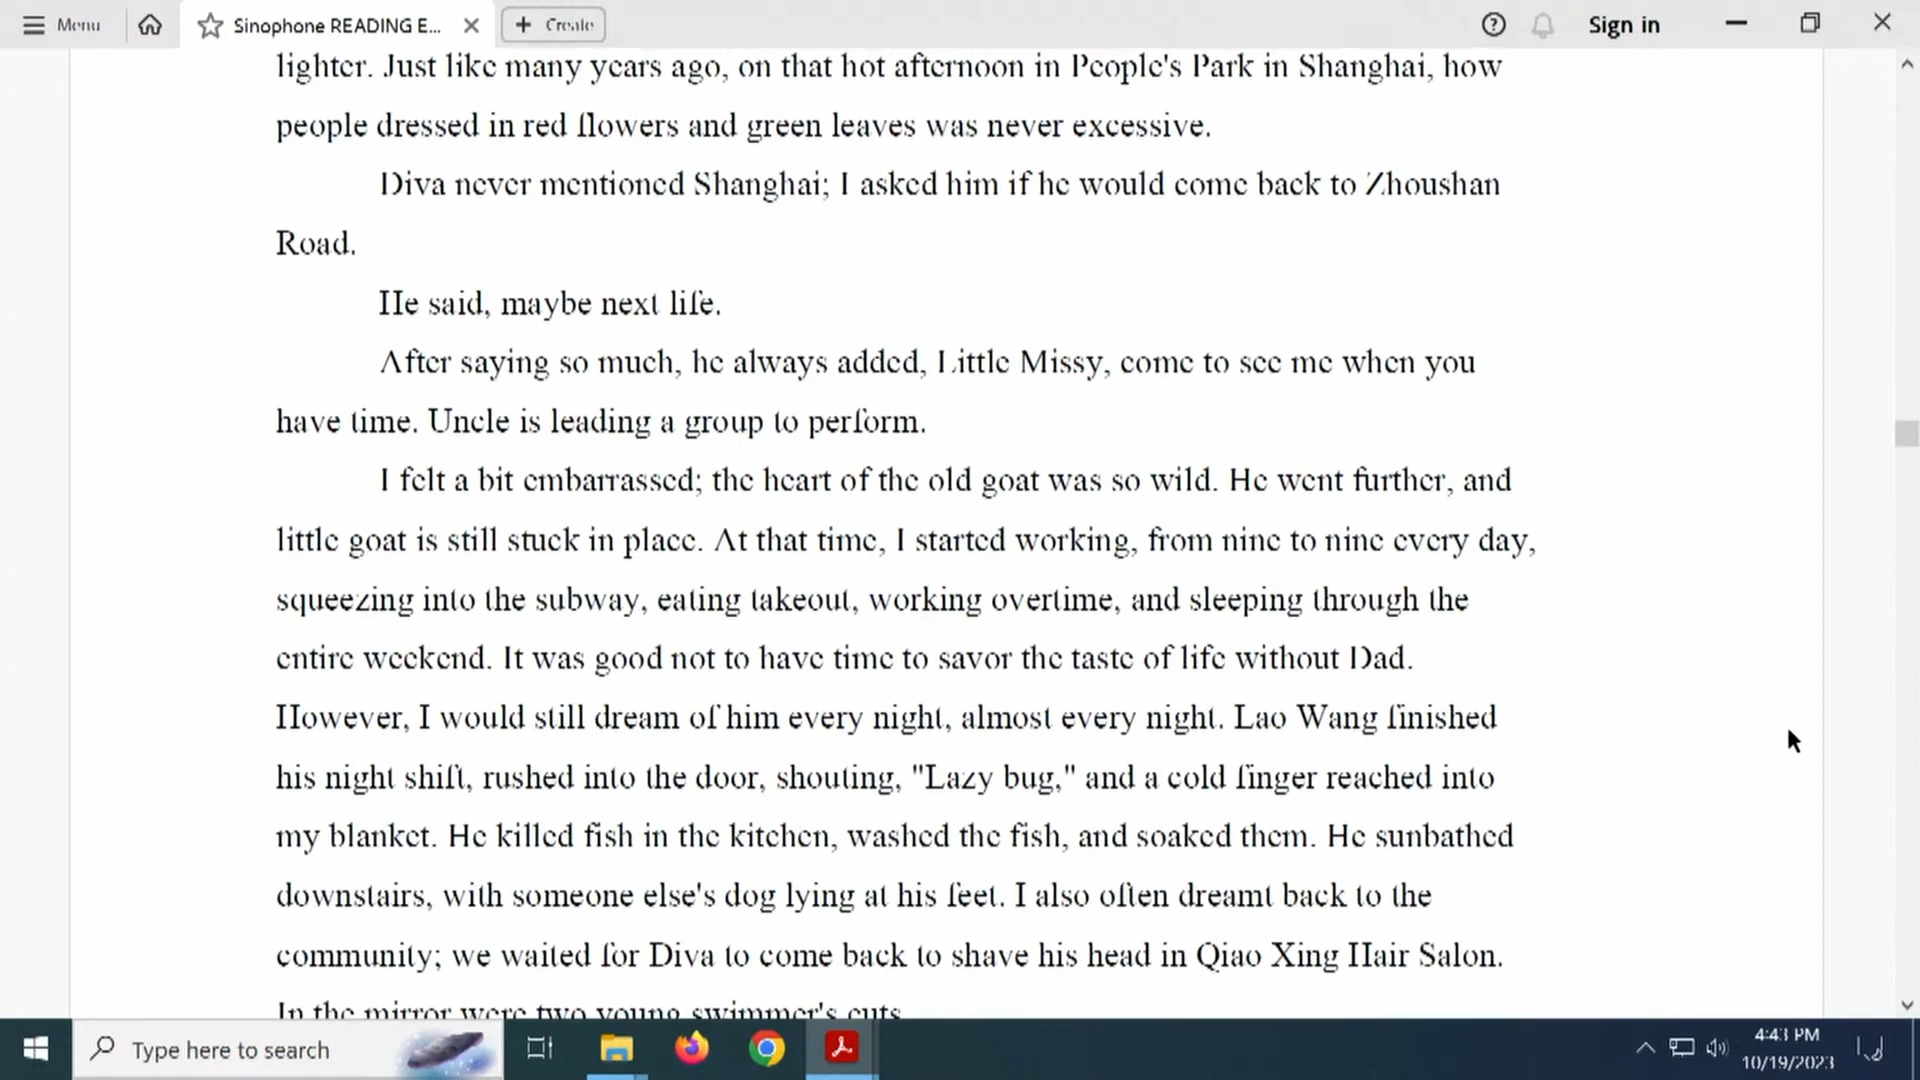 Menu
Sinophone READING E...
Create
Sign in
lighter. Just like many years ago, on that hot afternoon in People's Park in Shanghai, how
people dressed in red flowers and green leaves was never excessive.
Diva never mentioned Shanghai; I asked him if he would come back to Zhoushan
Road.
He said, maybe next life.
After saying so much, he always added, Little Missy, come to see me when you
have time. Uncle is leading a group to perform.
I felt a bit embarrassed; the heart of the old goat was so wild. He went further, and
little goat is still stuck in place. At that time, I started working, from nine to nine every day,
squeezing into the subway, eating takeout, working overtime, and sleeping through the
entire weekend. It was good not to have time to savor the taste of life without Dad.
However, I would still dream of him every night, almost every night. Lao Wang finished
his night shift, rushed into the door, shouting, "Lazy bug," and a cold finger reached into
my blanket. He killed fish in the kitchen, washed the fish, and soaked them. He sunbathed
downstairs, with someone else's dog lying at his feet. I also often dreamt back to the
community; we waited for Diva to come back to shave his head in Qiao Xing Hair Salon.
In the mirror were two young swimmer's cuts
Type here to search
4:43 PM
10/19/2023